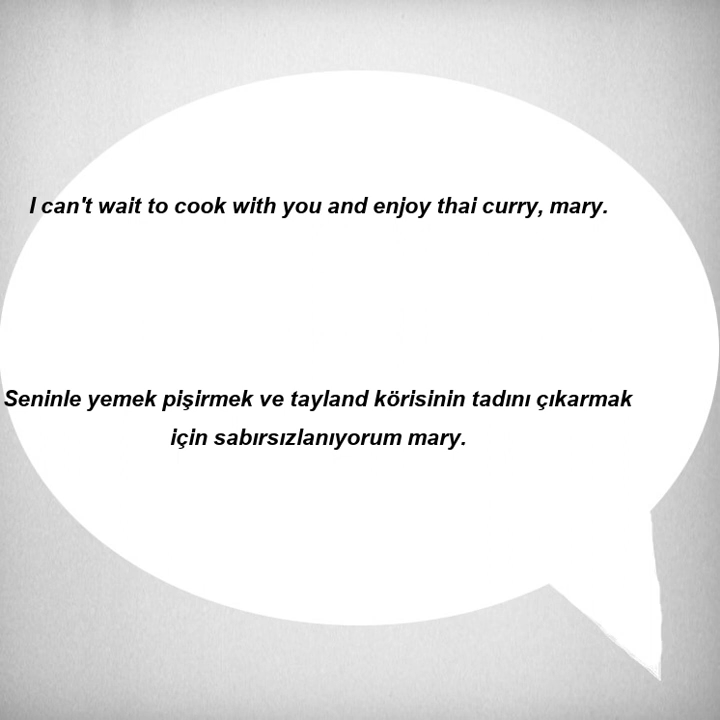 I can't wait to cook with you and enjoy thai curry, mary.
Seninle yemek pişirmek ve tayland körisinin tadını çıkarmak
için sabırsızlanıyorum mary.